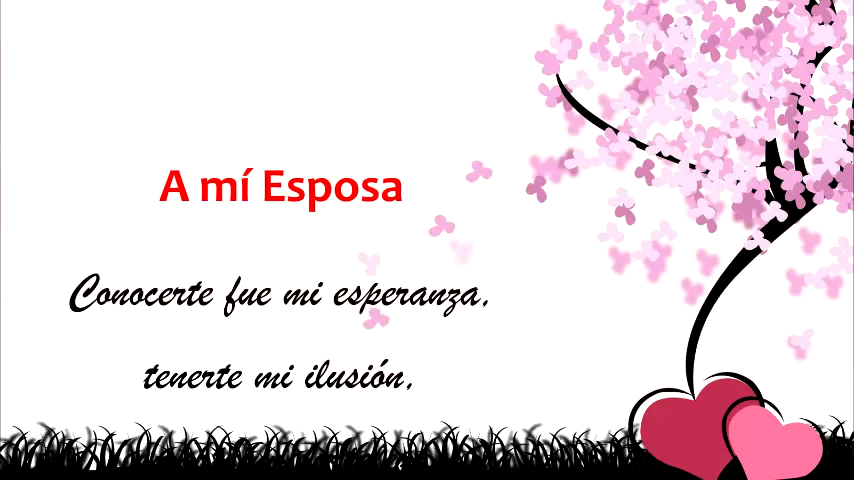 A mí Esposa
Conocerte fue mi esperanza,
tenerte mi ilusión,